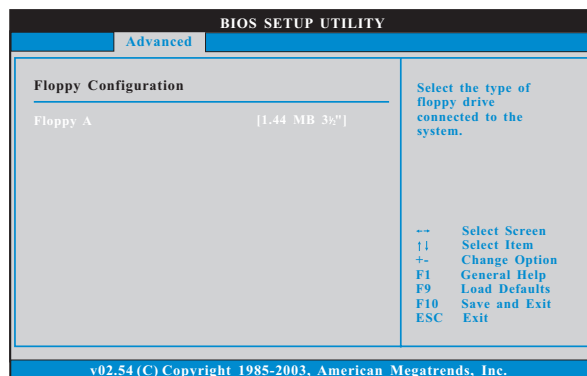 BIOS SETUP UTILITY
Advanced
Floppy Configuration
Floppy A [1.44 MB 3½"]
Select the type of
floppy drive
connected to the
system.
←→ Select Screen
↑↓ Select Item
+- Change Option
F1 General Help
F9 Load Defaults
F10 Save and Exit
ESC Exit
v02.54 (C) Copyright 1985-2003, American Megatrends, Inc.